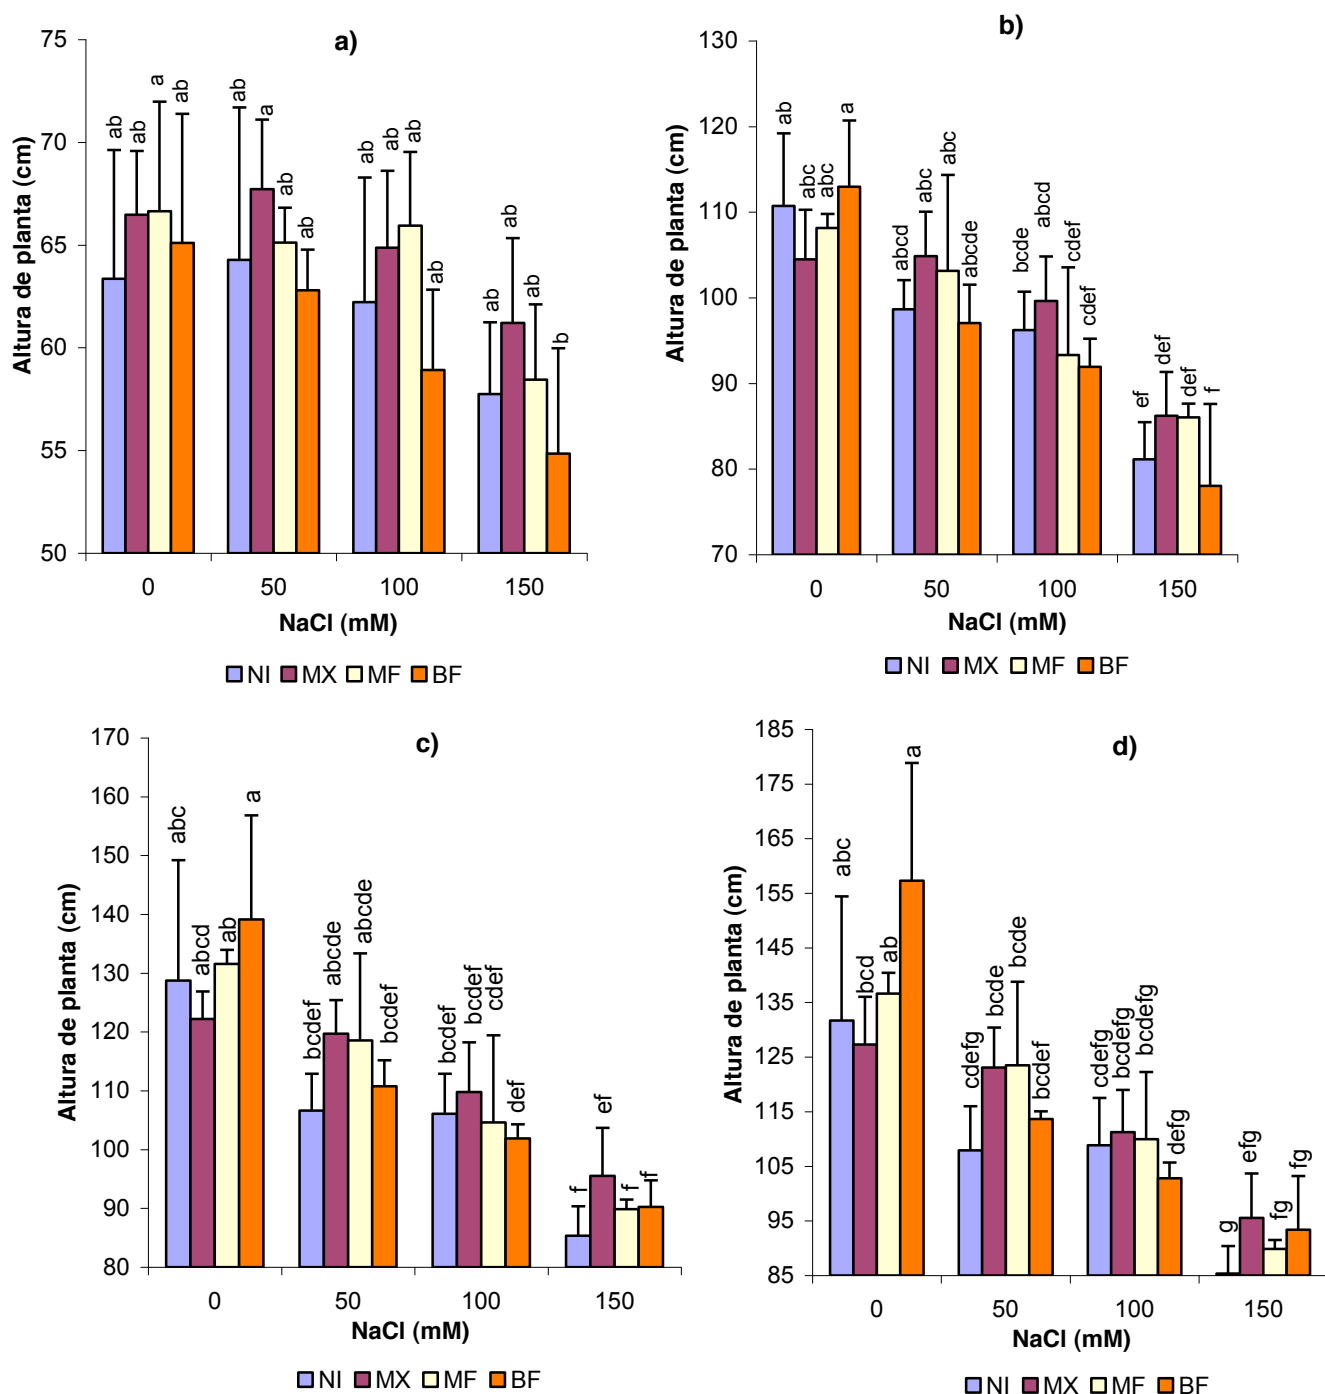 a)
Altura de planta (cm)
75
70
65
60
55
50
ab
ab
a
ab
ab
a
ab
ab
ab
ab
ab
ab
ab
ab
ab
b
0 50 100 150
NaCl (mM)
NI MX MF BF
b)
Altura de planta (cm)
130
120
110
100
90
80
70
ab
abc
abc
a
abcd
abc
abc
abcde
bcde
abcd
cdef
cdef
ef
def
def
f
0 50 100 150
NaCl (mM)
NI MX MF BF
c)
Altura de planta (cm)
170
160
150
140
130
120
110
100
90
80
abc
abcd
ab
a
bcdef
abcde
abcde
bcdef
bcdef
bcdef
cdef
def
f
ef
f
f
0 50 100 150
NaCl (mM)
NI MX MF BF
d)
Altura de planta (cm)
185
175
165
155
145
135
125
115
105
95
85
abc
bcd
ab
a
cdefg
bcde
bcde
bcdef
cdefg
bcdefg
bcdefg
defg
g
efg
fg
fg
0 50 100 150
NaCl (mM)
NI MX MF BF